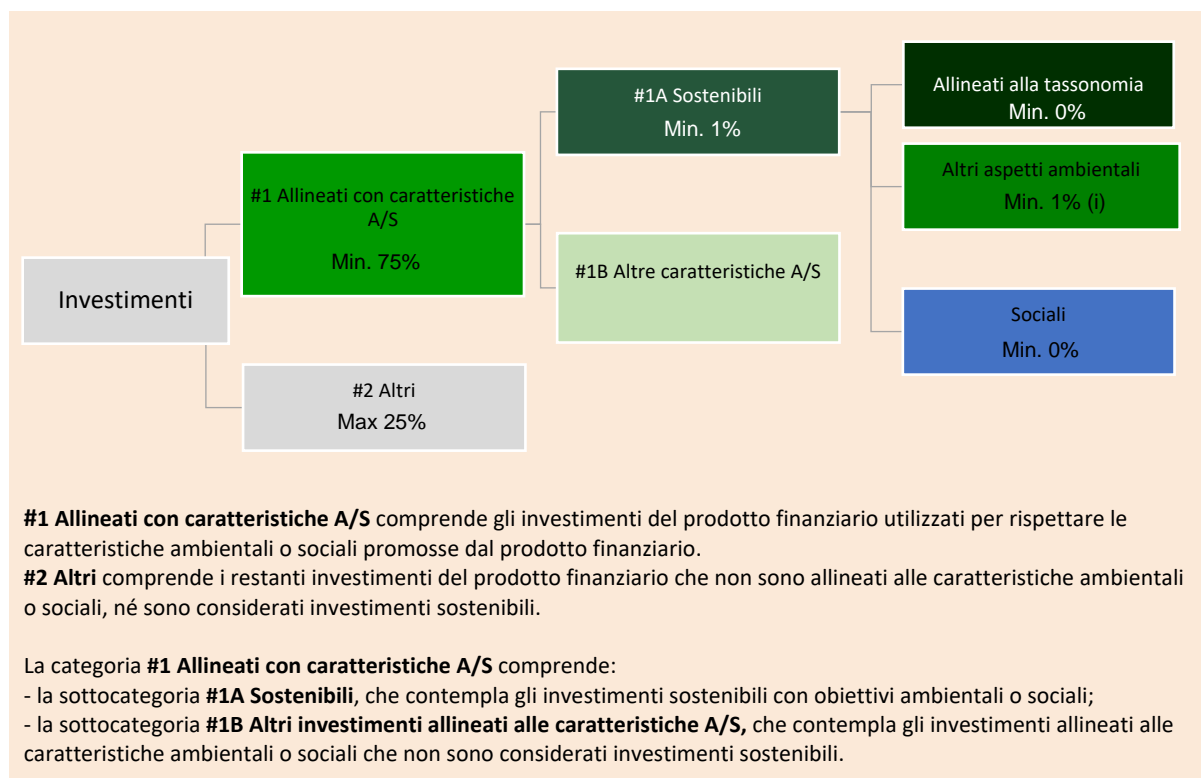 Investimenti
#1 Allineati con caratteristiche
A/S
Min. 75%
#2 Altri
Max 25%
#1A Sostenibili
Min. 1%
#1B Altre caratteristiche A/S
Allineati alla tassonomia
Min. 0%
Altri aspetti ambientali
Min. 1% (i)
Sociali
Min. 0%
#1 Allineati con caratteristiche A/S comprende gli investimenti del prodotto finanziario utilizzati per rispettare le
caratteristiche ambientali o sociali promosse dal prodotto finanziario.
#2 Altri comprende i restanti investimenti del prodotto finanziario che non sono allineati alle caratteristiche ambientali
o sociali, né sono considerati investimenti sostenibili.
La categoria #1 Allineati con caratteristiche A/S comprende:
- la sottocategoria #1A Sostenibili, che contempla gli investimenti sostenibili con obiettivi ambientali o sociali;
- la sottocategoria #1B Altri investimenti allineati alle caratteristiche A/S, che contempla gli investimenti allineati alle
caratteristiche ambientali o sociali che non sono considerati investimenti sostenibili.